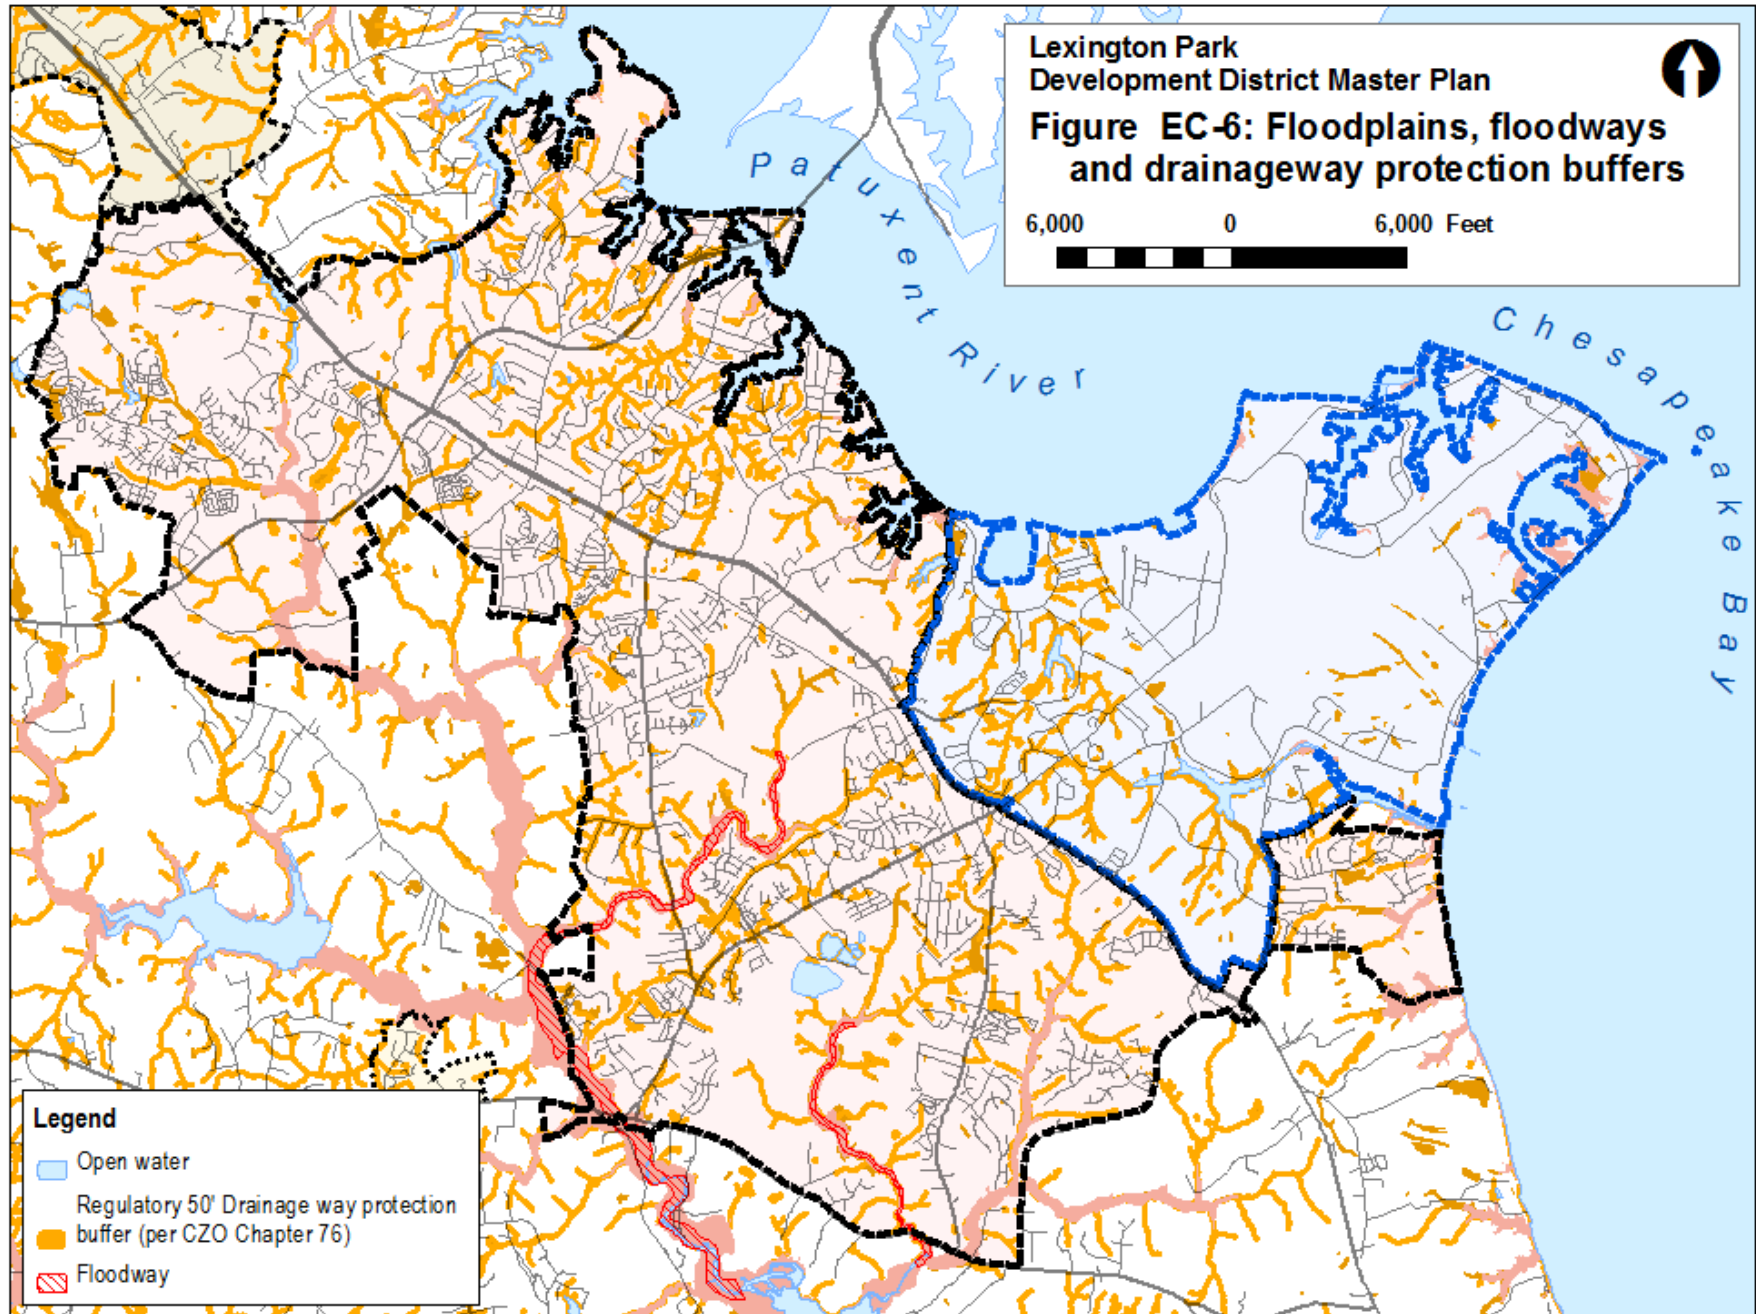 Lexington Park
Development District Master Plan
Figure EC-6: Floodplains, floodways
and drainageway protection buffers
6,000 0 6,000 Feet
Patuxent River
Chesapeake Bay
Legend
Open water
Regulatory 50' Drainage way protection
buffer (per CZO Chapter 76)
Floodway